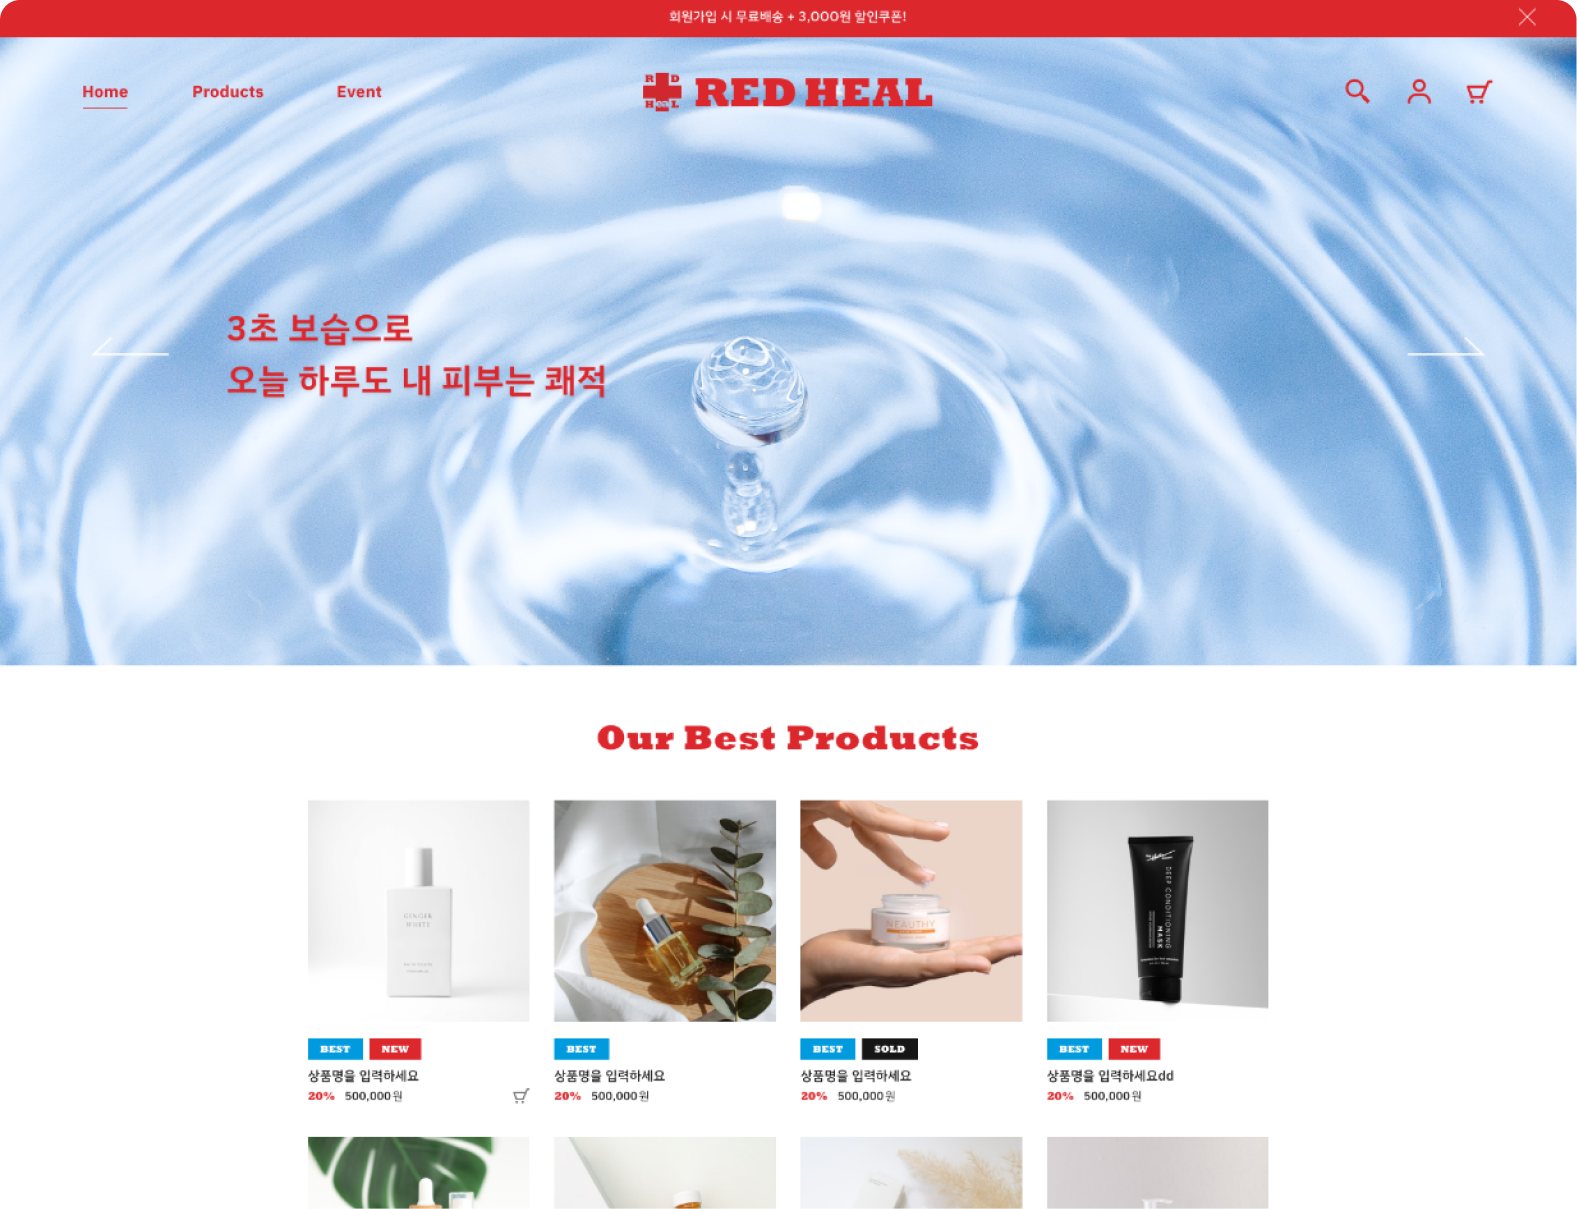 회원가입 시 무료배송 + 3,000원 할인쿠폰!
Home Products Event
R D
H L
RED HEAL
3초 보습으로
오늘 하루도 내 피부는 쾌적
Our Best Products
GINGER
WHITE
NEAUTHY
DEEP CONDITIONING
MASK
BEST NEW
상품명을 입력하세요
20% 500,000원
BEST
상품명을 입력하세요
20% 500,000원
BEST SOLD
상품명을 입력하세요
20% 500,000원
BEST NEW
상품명을 입력하세요dd
20% 500,000원